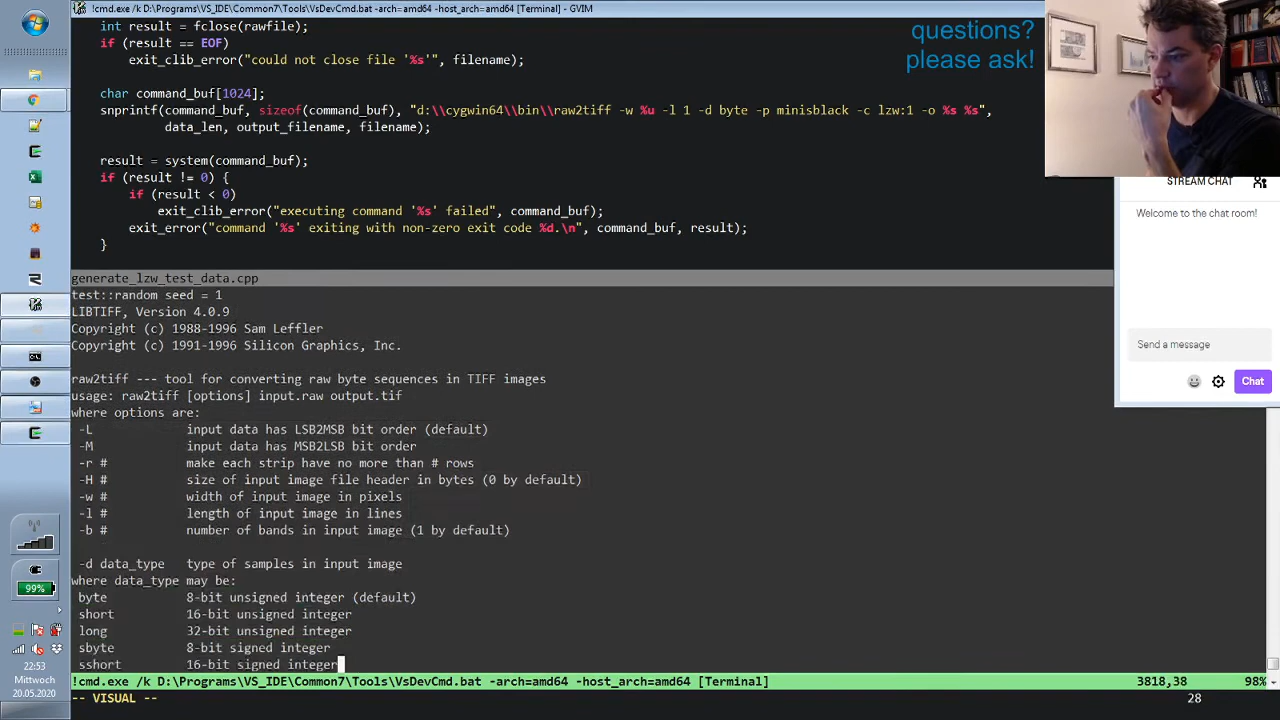 !cmd.exe /k D:\Programs\VS_IDE\Common7\Tools\VsDevCmd.bat -arch=amd64 -host_arch=amd64 [Terminal] - GVIM
int result = fclose(rawfile);
if (result == EOF)
exit_clib_error("could not close file '%s'", filename);
char command_buf[1024];
snprintf(command_buf, sizeof(command_buf), "d:\\cygwin64\\bin\\raw2tiff -w %u -l 1 -d byte -p minisblack -c lzw:1 -o %s %s",
data_len, output_filename, filename);
result = system(command_buf);
if (result != 0) {
if (result < 0)
exit_clib_error("executing command '%s' failed", command_buf);
exit_error("command '%s' exiting with non-zero exit code %d.\n", command_buf, result);
}
questions?
please ask!
STREAM CHAT
Welcome to the chat room!
Send a message
Chat
generate_lzw_test_data.cpp
test::random seed = 1
LIBTIFF, Version 4.0.9
Copyright (c) 1988-1996 Sam Leffler
Copyright (c) 1991-1996 Silicon Graphics, Inc.
raw2tiff --- tool for converting raw byte sequences in TIFF images
usage: raw2tiff [options] input.raw output.tif
where options are:
-L input data has LSB2MSB bit order (default)
-M input data has MSB2LSB bit order
-r # make each strip have no more than # rows
-H # size of input image file header in bytes (0 by default)
-w # width of input image in pixels
-l # length of input image in lines
-b # number of bands in input image (1 by default)
-d data_type type of samples in input image
where data_type may be:
byte 8-bit unsigned integer (default)
short 16-bit unsigned integer
long 32-bit unsigned integer
sbyte 8-bit signed integer
sshort 16-bit signed integer
!cmd.exe /k D:\Programs\VS_IDE\Common7\Tools\VsDevCmd.bat -arch=amd64 -host_arch=amd64 [Terminal] 3818,38 98%
-- VISUAL -- 28
99%
22:53
Mittwoch
20.05.2020